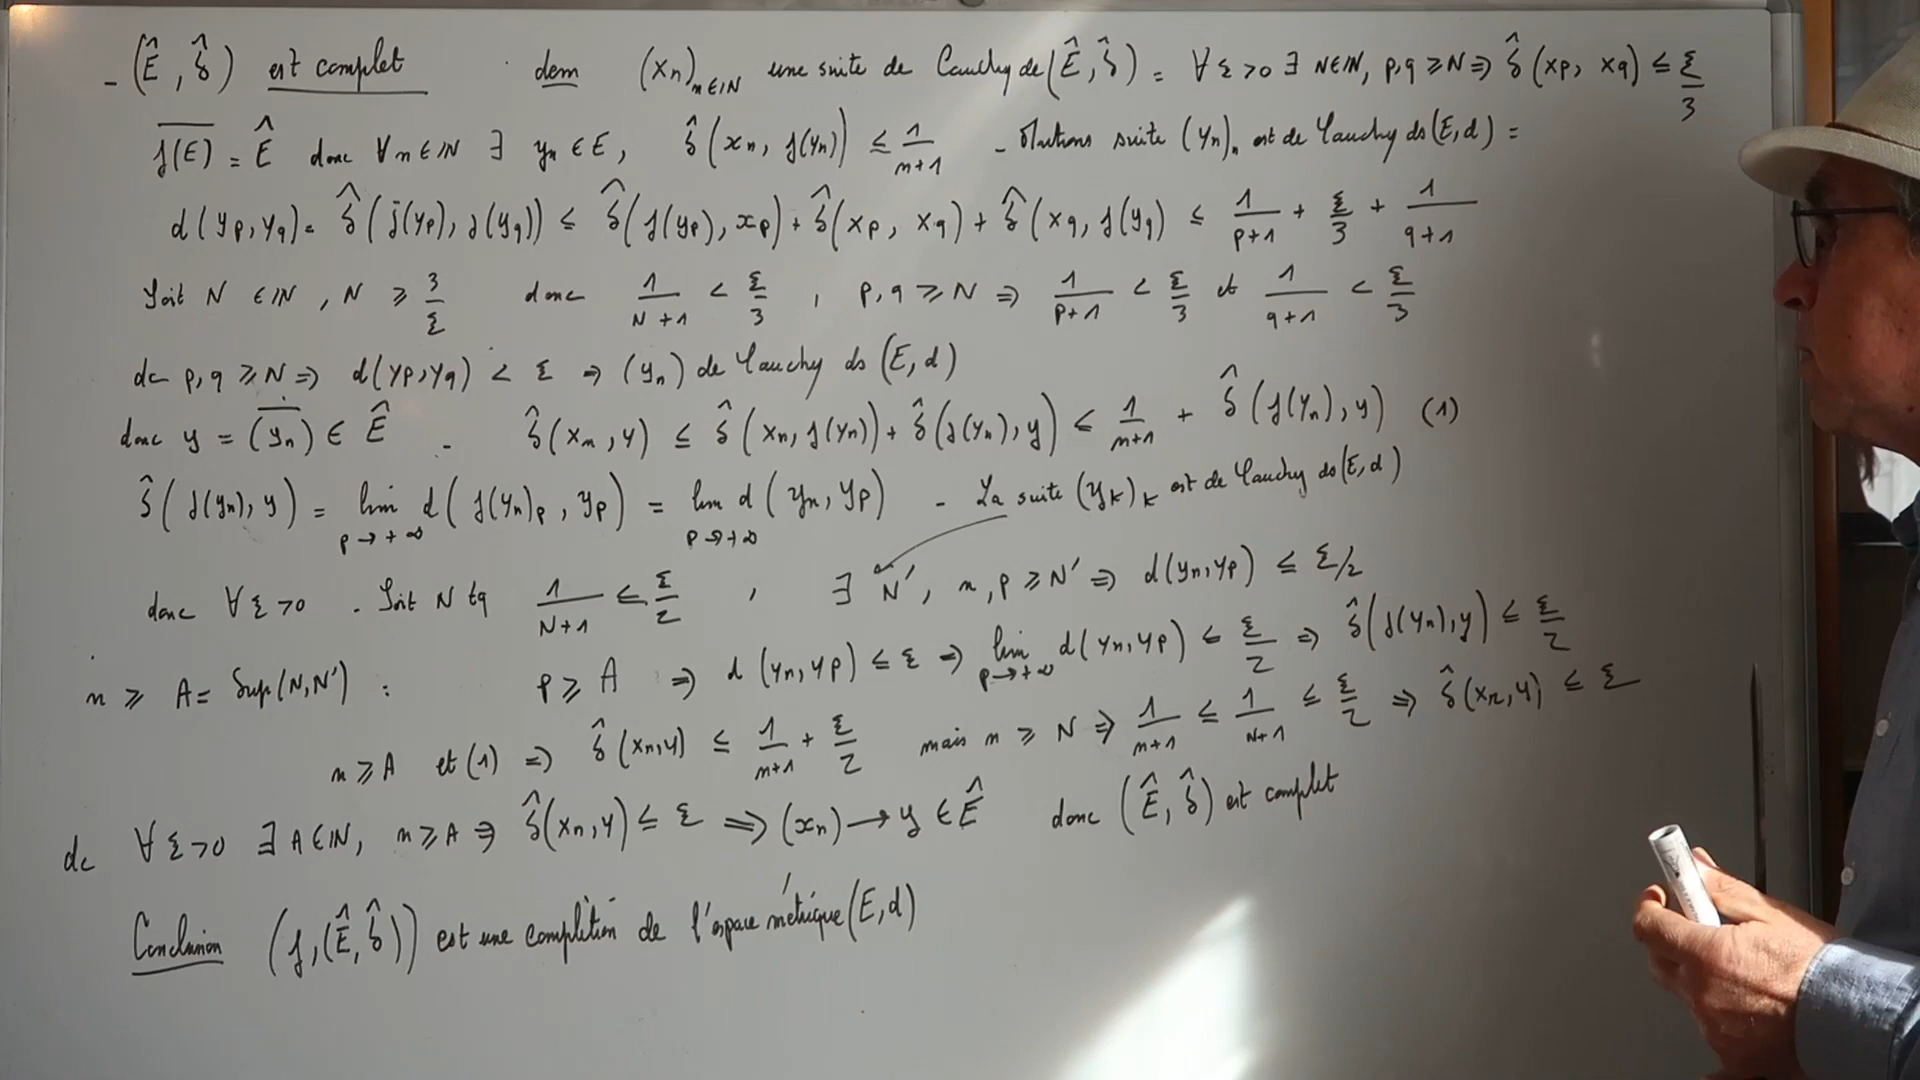 - (Ê, δ̂) est complet . dem (xn)n∈ℕ une suite de Cauchy de (Ê, δ̂) = ∀ε>0 ∃ N∈ℕ, p,q ≥ N ⇒ δ̂(xp, xq) ≤ ε/3
\overline{j(E)} = Ê donc ∀n∈ℕ ∃ yn ∈ E, δ̂(xn, j(yn)) ≤ 1/(n+1) - Montrons suite (yn)n est de Cauchy ds (E,d) =
d(yp,yq) = δ̂(j(yp), j(yq)) ≤ δ̂(j(yp), xp) + δ̂(xp, xq) + δ̂(xq, j(yq) ≤ 1/(p+1) + ε/3 + 1/(q+1)
Soit N ∈ ℕ, N ≥ 3/ε donc 1/(N+1) < ε/3 , p,q ≥ N ⇒ 1/(p+1) < ε/3 et 1/(q+1) < ε/3
dc p,q ≥ N ⇒ d(yp,yq) < ε ⇒ (yn) de Cauchy ds (E,d)
donc y = \overline{(yn)} ∈ Ê - δ̂(xn,y) ≤ δ̂(xn, j(yn)) + δ̂(j(yn), y) ≤ 1/(n+1) + δ̂(j(yn), y) (1)
δ̂(j(yn), y) = lim p→+∞ d(j(yn)p, yp) = lim p→+∞ d(yn, yp) - La suite (yk)k est de Cauchy ds (E,d)
donc ∀ε>0 . Soit N tq 1/(N+1) ≤ ε/2 , ∃ N', n,p ≥ N' ⇒ d(yn,yp) ≤ ε/2
n ≥ A = Sup(N,N') : p ≥ A ⇒ d(yn,yp) ≤ ε ⇒ lim p→+∞ d(yn,yp) ≤ ε/2 ⇒ δ̂(j(yn),y) ≤ ε/2
n ≥ A et (1) ⇒ δ̂(xn,y) ≤ 1/(n+1) + ε/2 mais n ≥ N ⇒ 1/(n+1) ≤ 1/(N+1) ≤ ε/2 ⇒ δ̂(xn,y) ≤ ε
dc ∀ε>0 ∃A∈ℕ, n ≥ A ⇒ δ̂(xn,y) ≤ ε ⟹ (xn) → y ∈ Ê donc (Ê, δ̂) est complet
Conclusion (j,(Ê, δ̂)) est une complétion de l'espace métrique (E,d)